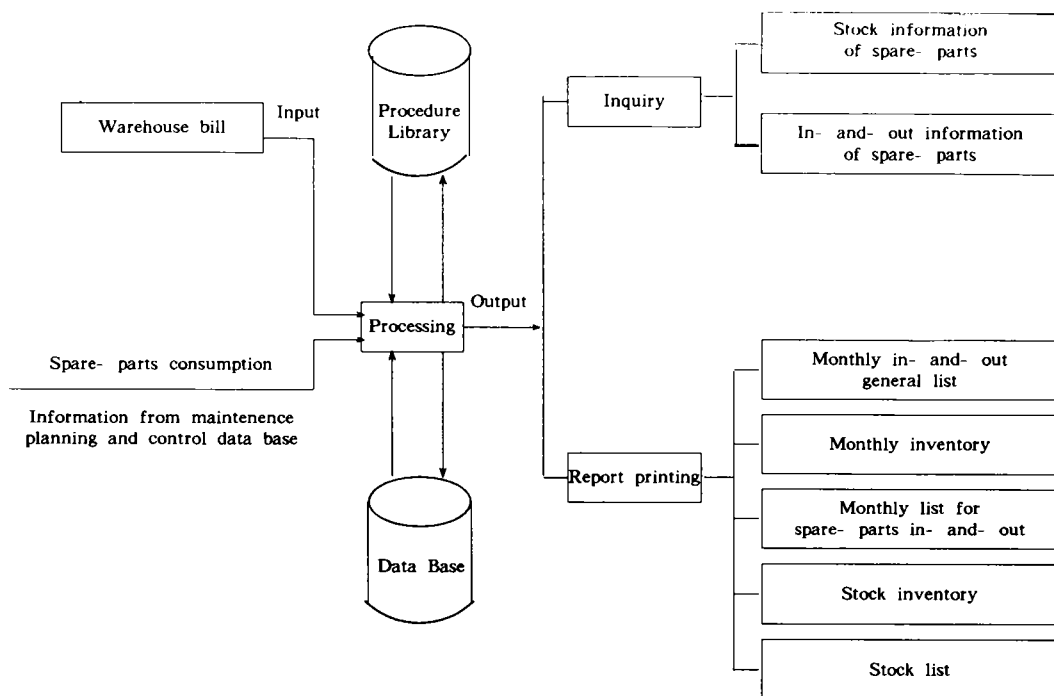 Warehouse bill
Input
Procedure
Library
Spare- parts consumption
Information from maintenence
planning and control data base
Processing
Output
Data Base
Inquiry
Stock information
of spare- parts
In- and- out information
of spare- parts
Report printing
Monthly in- and- out
general list
Monthly inventory
Monthly list for
spare- parts in- and- out
Stock inventory
Stock list